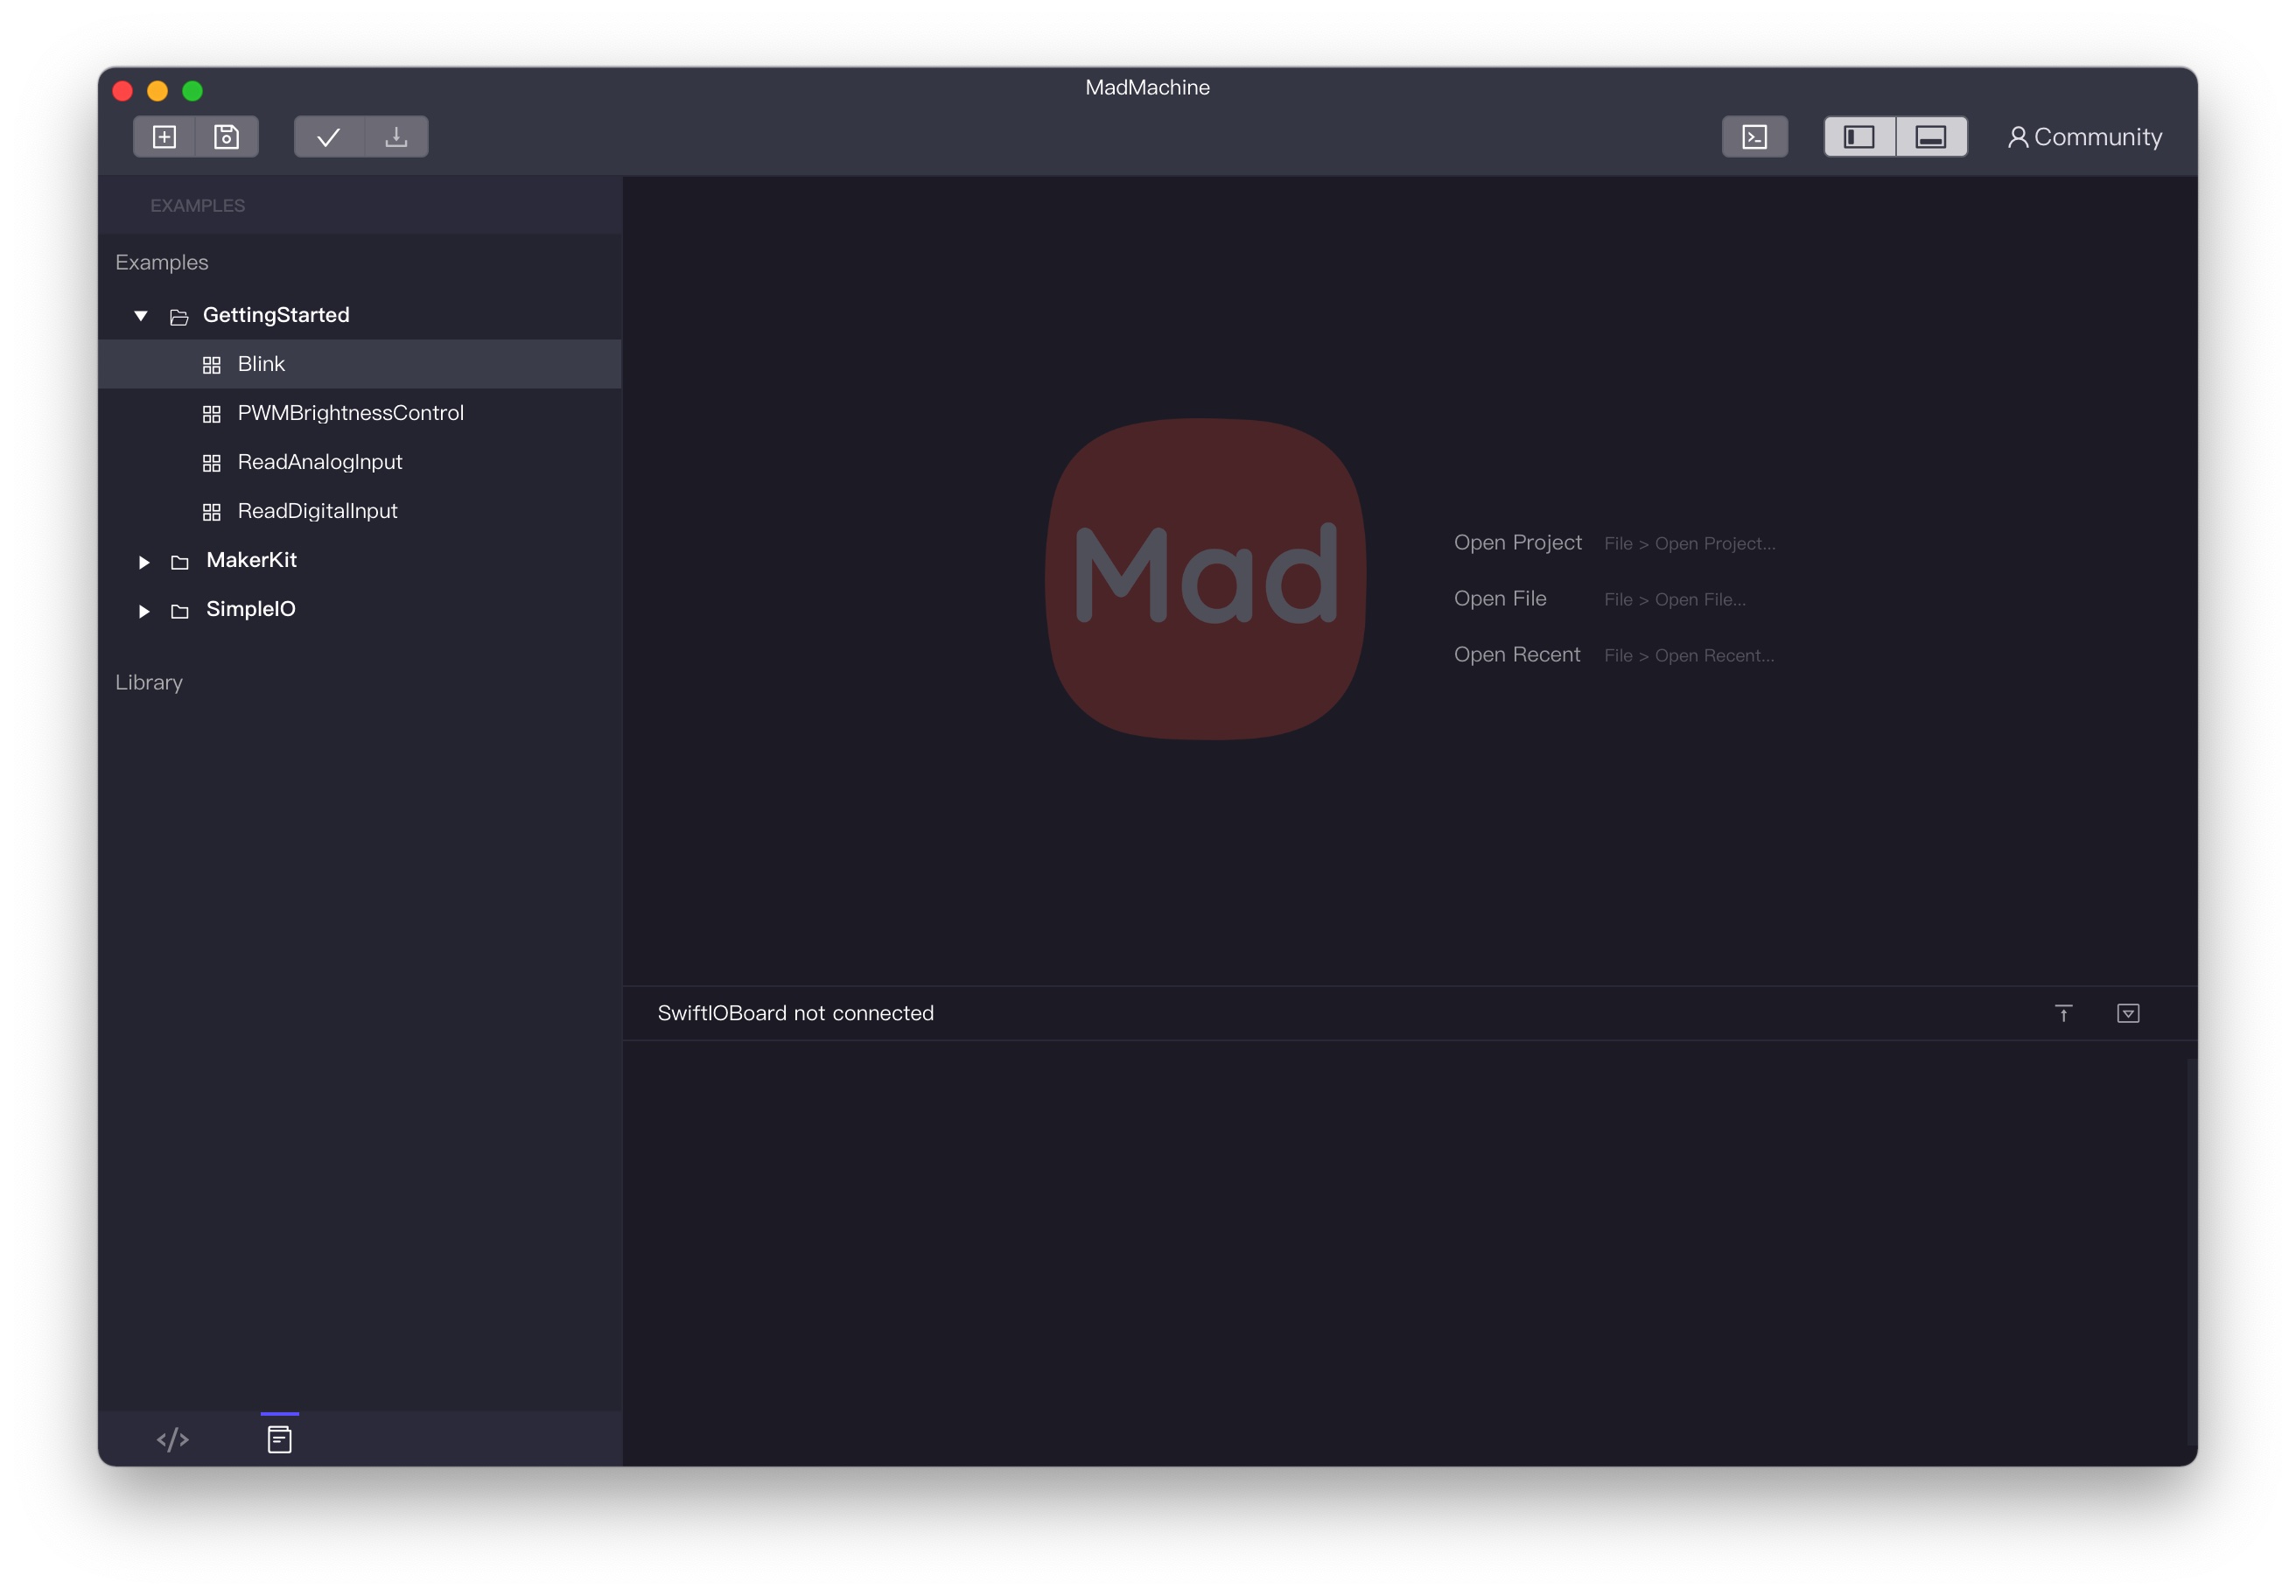 MadMachine
Community
EXAMPLES
Examples
GettingStarted
Blink
PWMBrightnessControl
ReadAnalogInput
ReadDigitalInput
MakerKit
SimpleIO
Library
Mad
Open Project File > Open Project...
Open File File > Open File...
Open Recent File > Open Recent...
SwiftIOBoard not connected